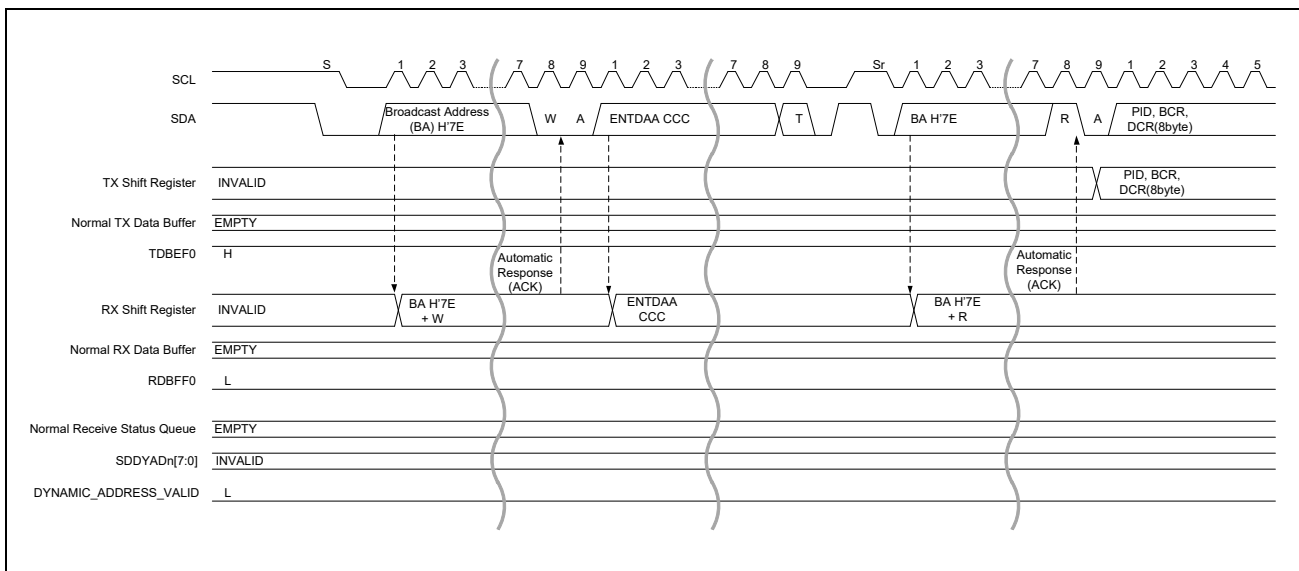 S 1 2 3 7 8 9 1 2 3 7 8 9 Sr 1 2 3 7 8 9 1 2 3 4 5
SCL
SDA
Broadcast Address
(BA) H'7E
W A
ENTDAA CCC
T
BA H'7E
R A
PID, BCR,
DCR(8byte)
TX Shift Register INVALID
PID, BCR,
DCR(8byte)
Normal TX Data Buffer EMPTY
TDBEF0 H
Automatic
Response
(ACK)
Automatic
Response
(ACK)
RX Shift Register INVALID
BA H'7E
+ W
ENTDAA
CCC
BA H'7E
+ R
Normal RX Data Buffer EMPTY
RDBFF0 L
Normal Receive Status Queue EMPTY
SDDYADn[7:0] INVALID
DYNAMIC_ADDRESS_VALID L